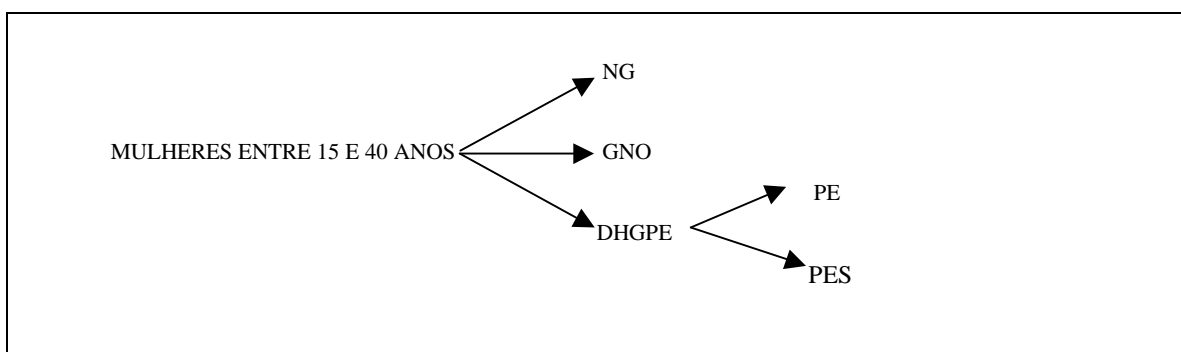 NG
MULHERES ENTRE 15 E 40 ANOS
GNO
PE
DHGPE
PES